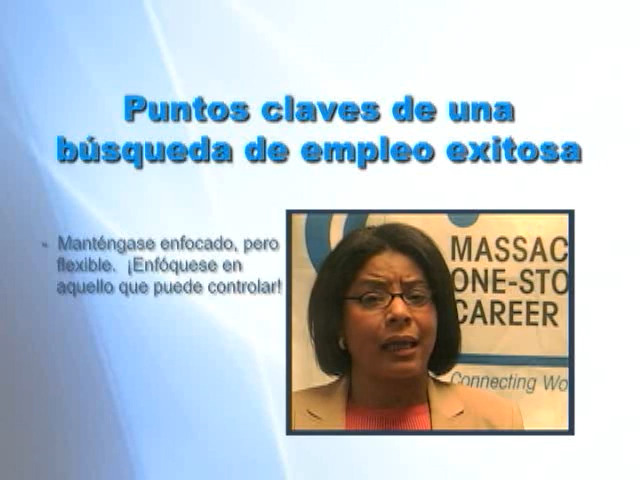 Puntos claves de una
búsqueda de empleo exitosa
- Manténgase enfocado, pero
flexible. ¡Enfóquese en
aquello que puede controlar!
MASSAC
ONE-STO
CAREER
Connecting Wo